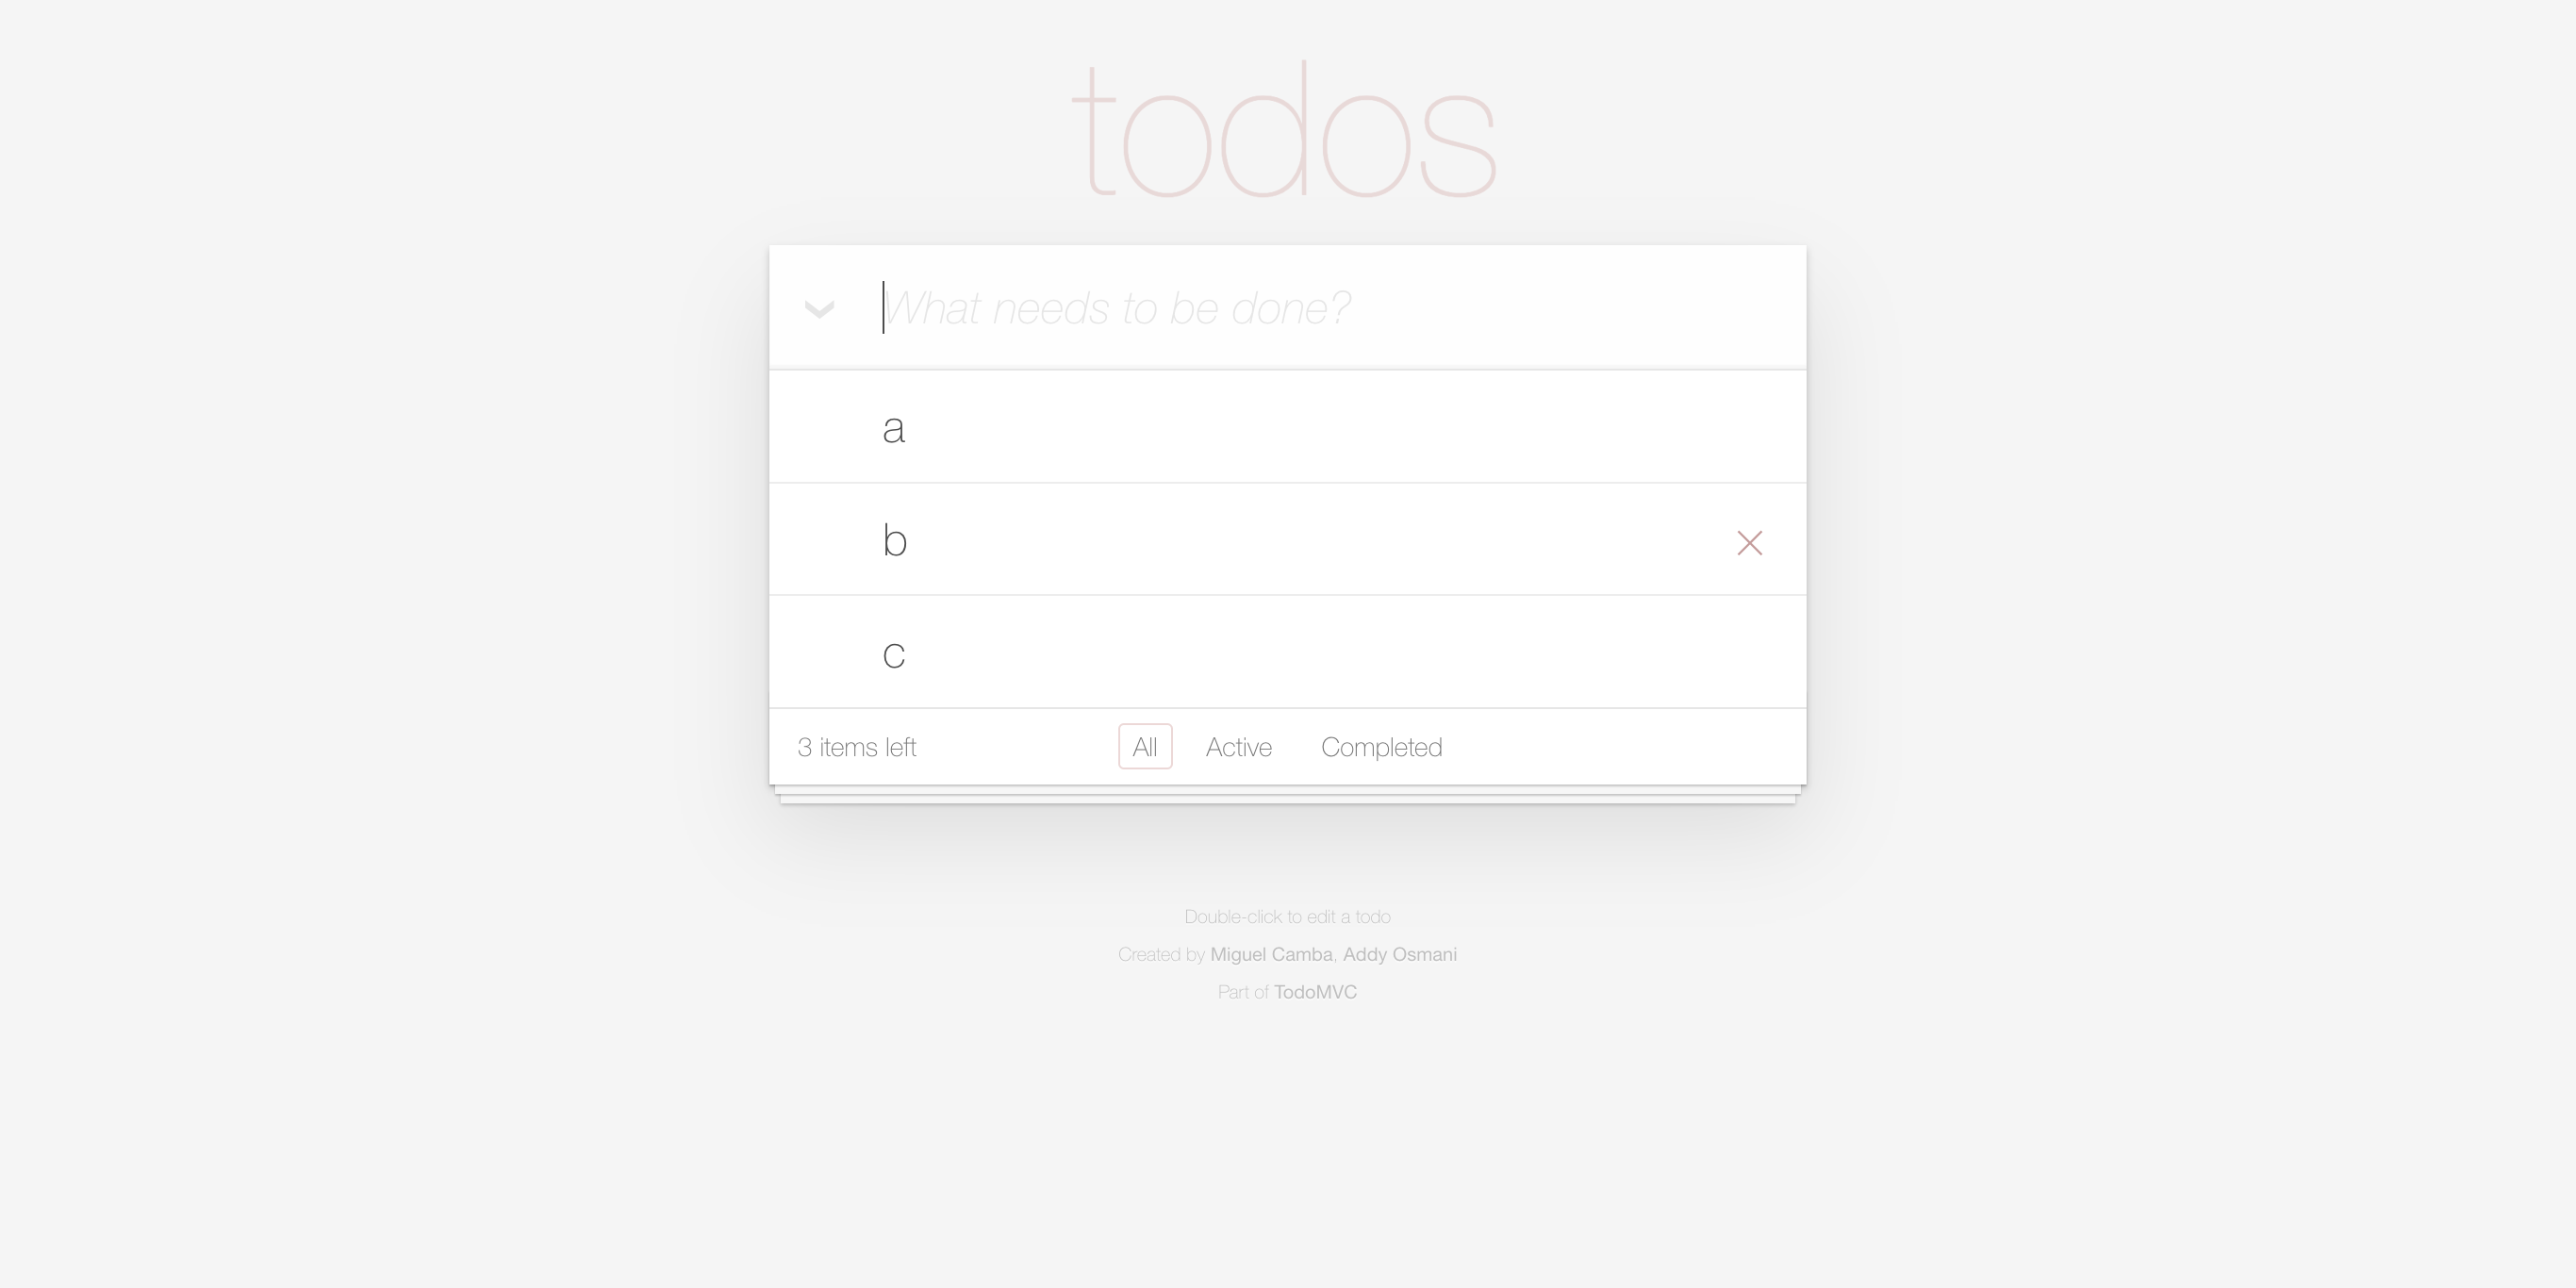 todos
What needs to be done?
a
b
c
3 items left All Active Completed
Double-click to edit a todo
Created by Miguel Camba, Addy Osmani
Part of TodoMVC